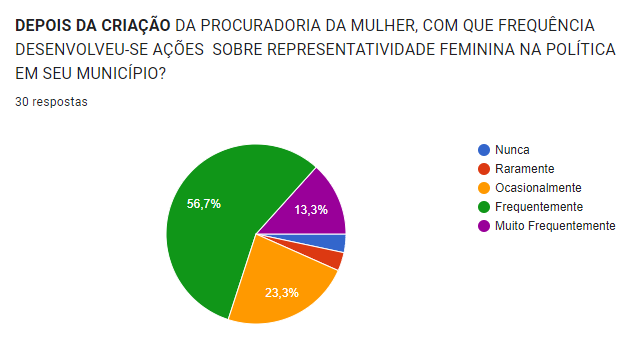 DEPOIS DA CRIAÇÃO DA PROCURADORIA DA MULHER, COM QUE FREQUÊNCIA
DESENVOLVEU-SE AÇÕES SOBRE REPRESENTATIVIDADE FEMININA NA POLÍTICA
EM SEU MUNICÍPIO?
30 respostas
56,7%
13,3%
23,3%
Nunca
Raramente
Ocasionalmente
Frequentemente
Muito Frequentemente